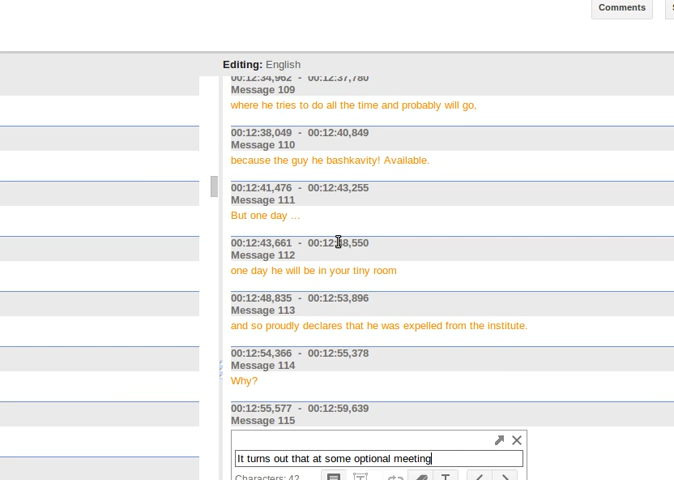 Comments
Editing: English
00:12:34,962 - 00:12:37,780
Message 109
where he tries to do all the time and probably will go,
00:12:38,049 - 00:12:40,849
Message 110
because the guy he bashkavity! Available.
00:12:41,476 - 00:12:43,255
Message 111
But one day ...
00:12:43,661 - 00:12:48,550
Message 112
one day he will be in your tiny room
00:12:48,835 - 00:12:53,896
Message 113
and so proudly declares that he was expelled from the institute.
00:12:54,366 - 00:12:55,378
Message 114
Why?
00:12:55,577 - 00:12:59,639
Message 115
It turns out that at some optional meeting
Characters: 42